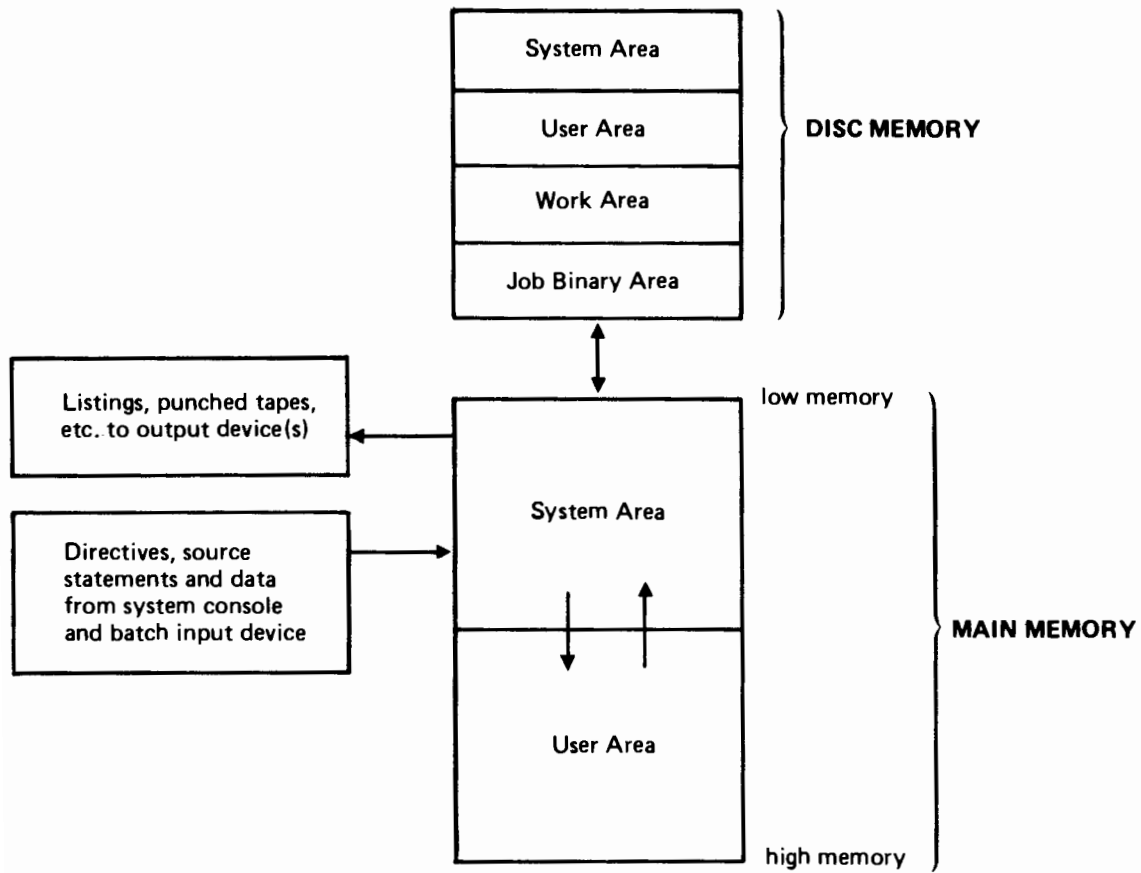 System Area
User Area
DISC MEMORY
Work Area
Job Binary Area
Listings, punched tapes,
etc. to output device(s)
low memory
System Area
Directives, source
statements and data
from system console
and batch input device
MAIN MEMORY
User Area
high memory